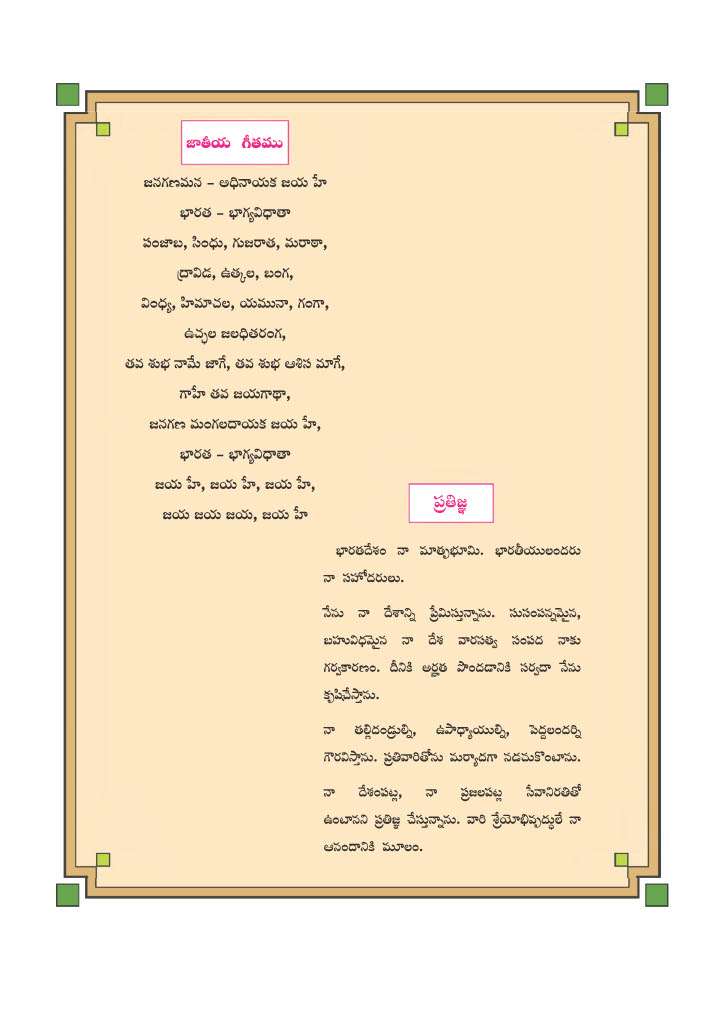 జాతీయ గీతము
జనగణమన – అధినాయక జయ హే
భారత – భాగ్యవిధాతా
పంజాబ, సింధు, గుజరాత, మరాఠా,
ద్రావిడ, ఉత్కల, బంగ,
వింధ్య, హిమాచల, యమునా, గంగా,
ఉచ్ఛల జలధితరంగ,
తవ శుభ నామే జాగే, తవ శుభ ఆశిస మాగే,
గాహే తవ జయగాథా,
జనగణ మంగలదాయక జయ హే,
భారత – భాగ్యవిధాతా
జయ హే, జయ హే, జయ హే,
జయ జయ జయ, జయ హే
ప్రతిజ్ఞ
భారతదేశం నా మాతృభూమి. భారతీయులందరు
నా సహోదరులు.
నేను నా దేశాన్ని ప్రేమిస్తున్నాను. సుసంపన్నమైన,
బహువిధమైన నా దేశ వారసత్వ సంపద నాకు
గర్వకారణం. దీనికి అర్హత పొందడానికి సర్వదా నేను
కృషిచేస్తాను.
నా తల్లిదండ్రుల్ని, ఉపాధ్యాయుల్ని, పెద్దలందర్ని
గౌరవిస్తాను. ప్రతివారితోను మర్యాదగా నడచుకొంటాను.
నా దేశంపట్ల, నా ప్రజలపట్ల సేవానిరతితో
ఉంటానని ప్రతిజ్ఞ చేస్తున్నాను. వారి శ్రేయోభివృద్ధులే నా
ఆనందానికి మూలం.